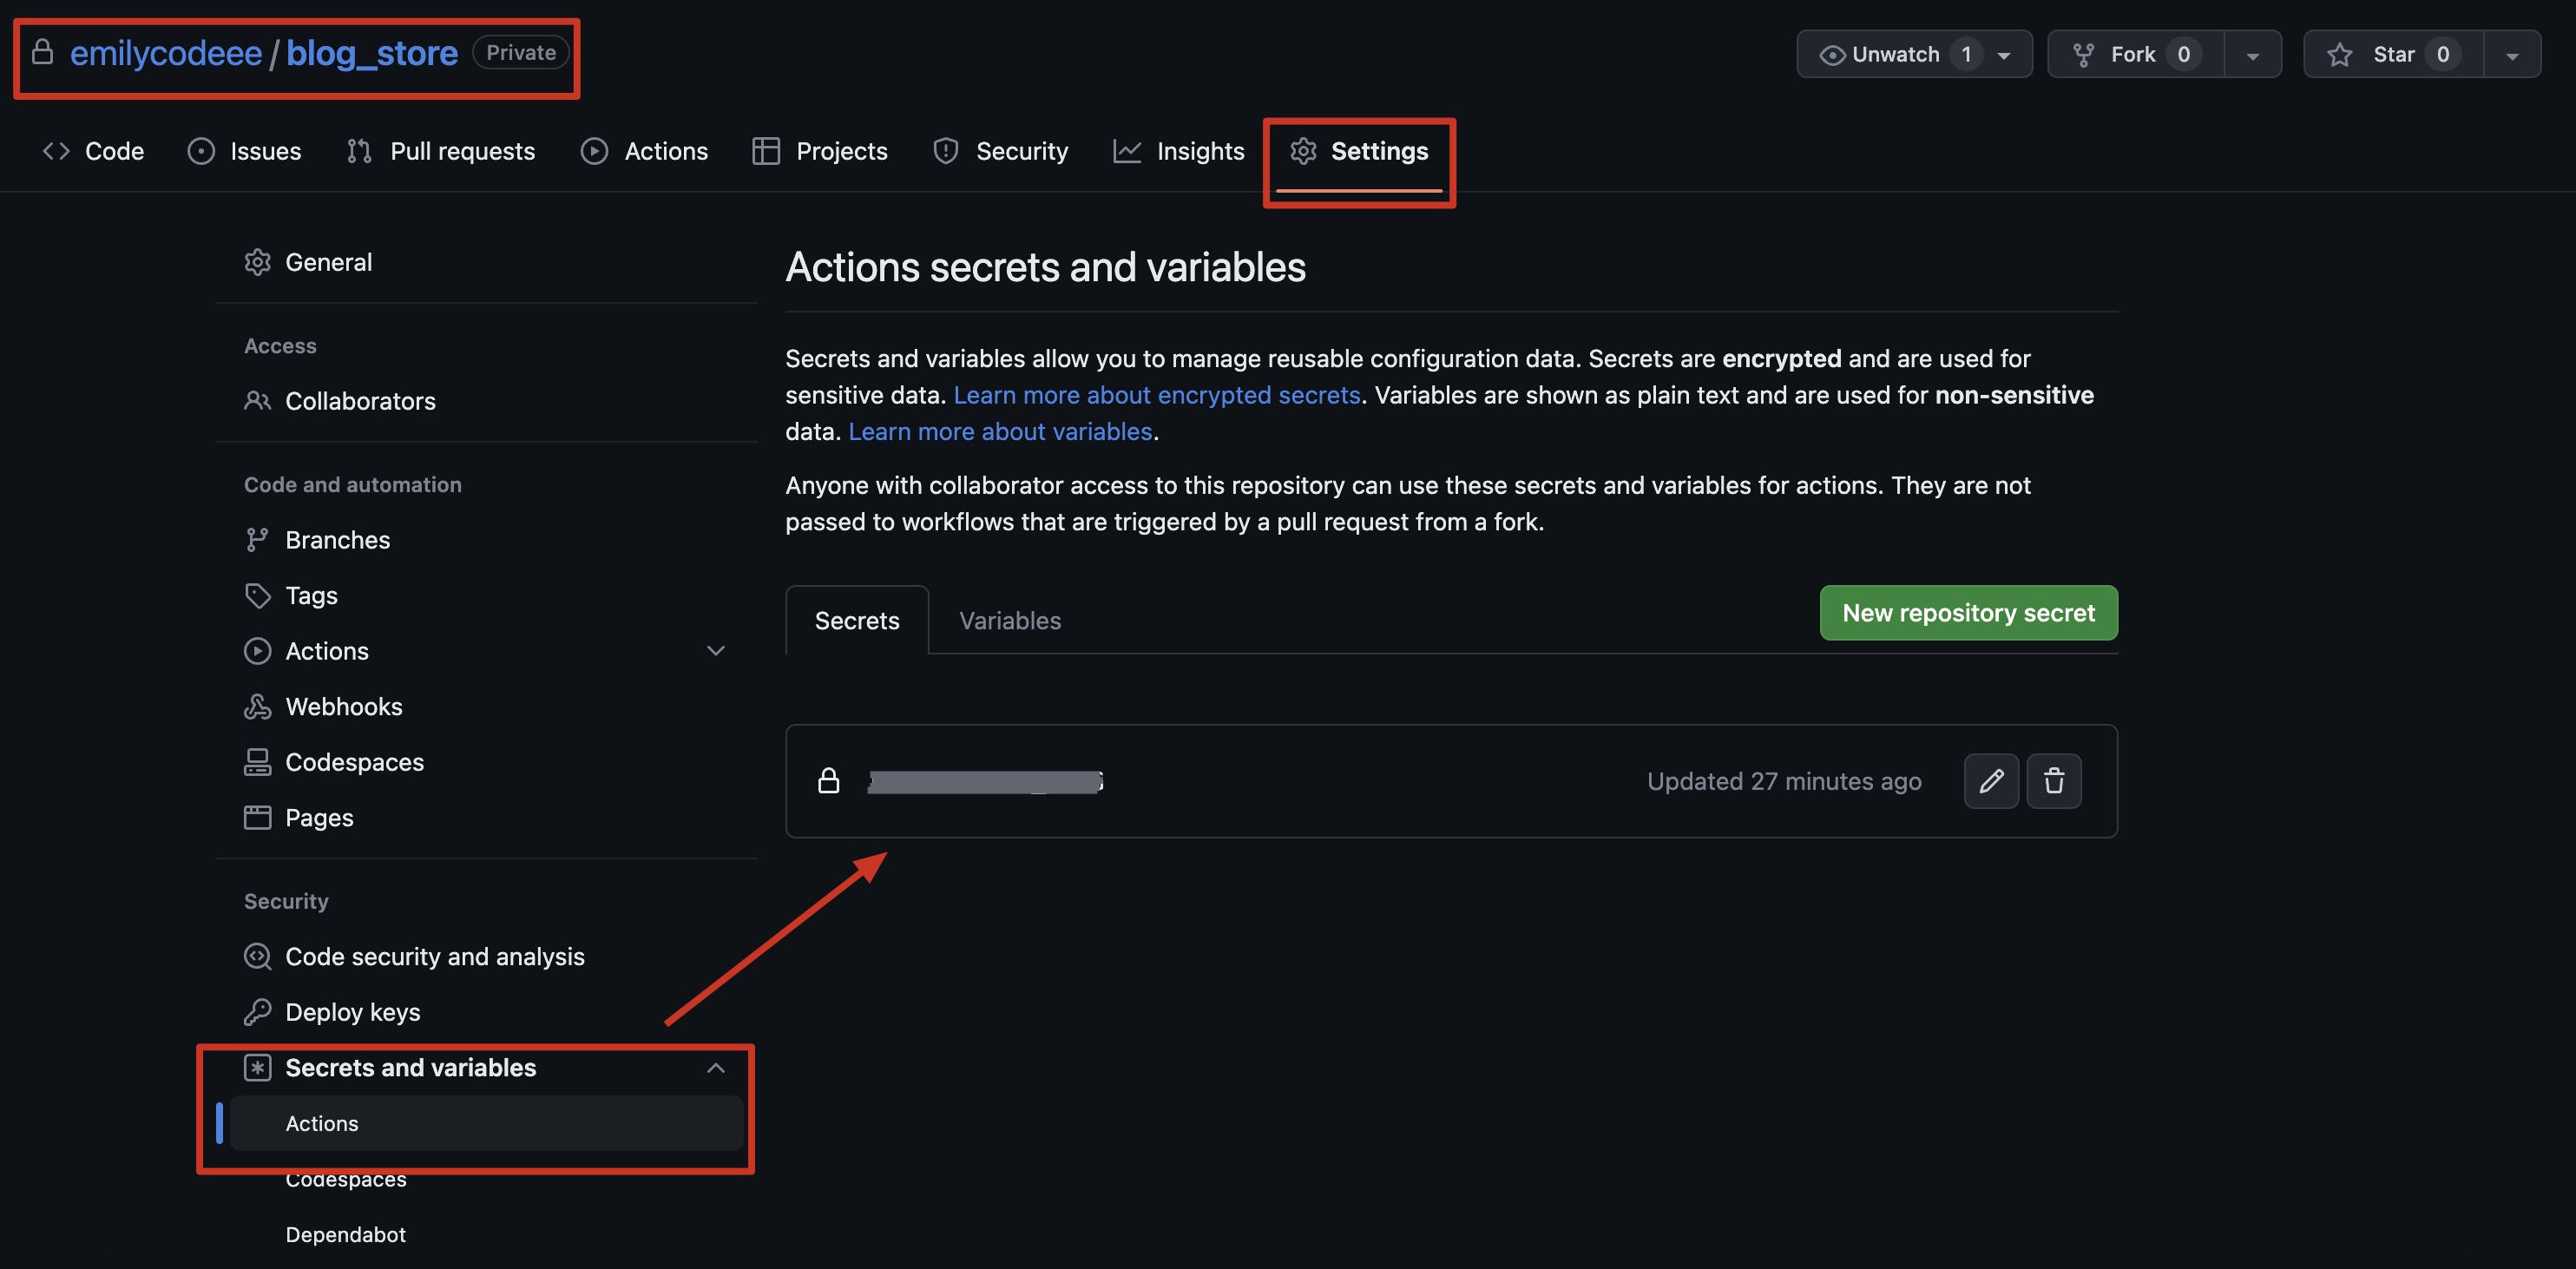 emilycodeee / blog_store Private
Unwatch 1
Fork 0
Star 0
Code
Issues
Pull requests
Actions
Projects
Security
Insights
Settings
General
Access
Collaborators
Code and automation
Branches
Tags
Actions
Webhooks
Codespaces
Pages
Security
Code security and analysis
Deploy keys
Secrets and variables
Actions
Codespaces
Dependabot
Actions secrets and variables
Secrets and variables allow you to manage reusable configuration data. Secrets are encrypted and are used for
sensitive data. Learn more about encrypted secrets. Variables are shown as plain text and are used for non-sensitive
data. Learn more about variables.
Anyone with collaborator access to this repository can use these secrets and variables for actions. They are not
passed to workflows that are triggered by a pull request from a fork.
Secrets
Variables
New repository secret
Updated 27 minutes ago